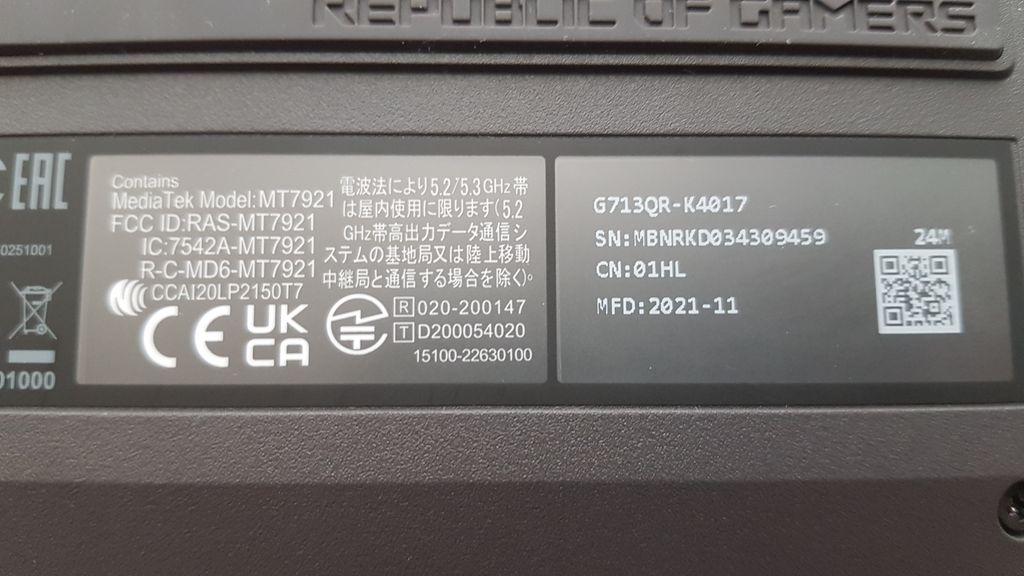 REPUBLIC OF GAMERS
EAC
0251001
01000
Contains
MediaTek Model:MT7921
FCC ID:RAS-MT7921
IC:7542A-MT7921
R-C-MD6-MT7921
CCAI20LP2150T7
CE UK
CA
電波法により5.2/5.3GHz帯
は屋内使用に限ります(5.2
GHz帯高出力データ通信シ
ステムの基地局又は陸上移動
中継局と通信する場合を除く)。
R 020-200147
T D200054020
15100-22630100
G713QR-K4017
SN:MBNRKD034309459
24M
CN:01HL
MFD:2021-11